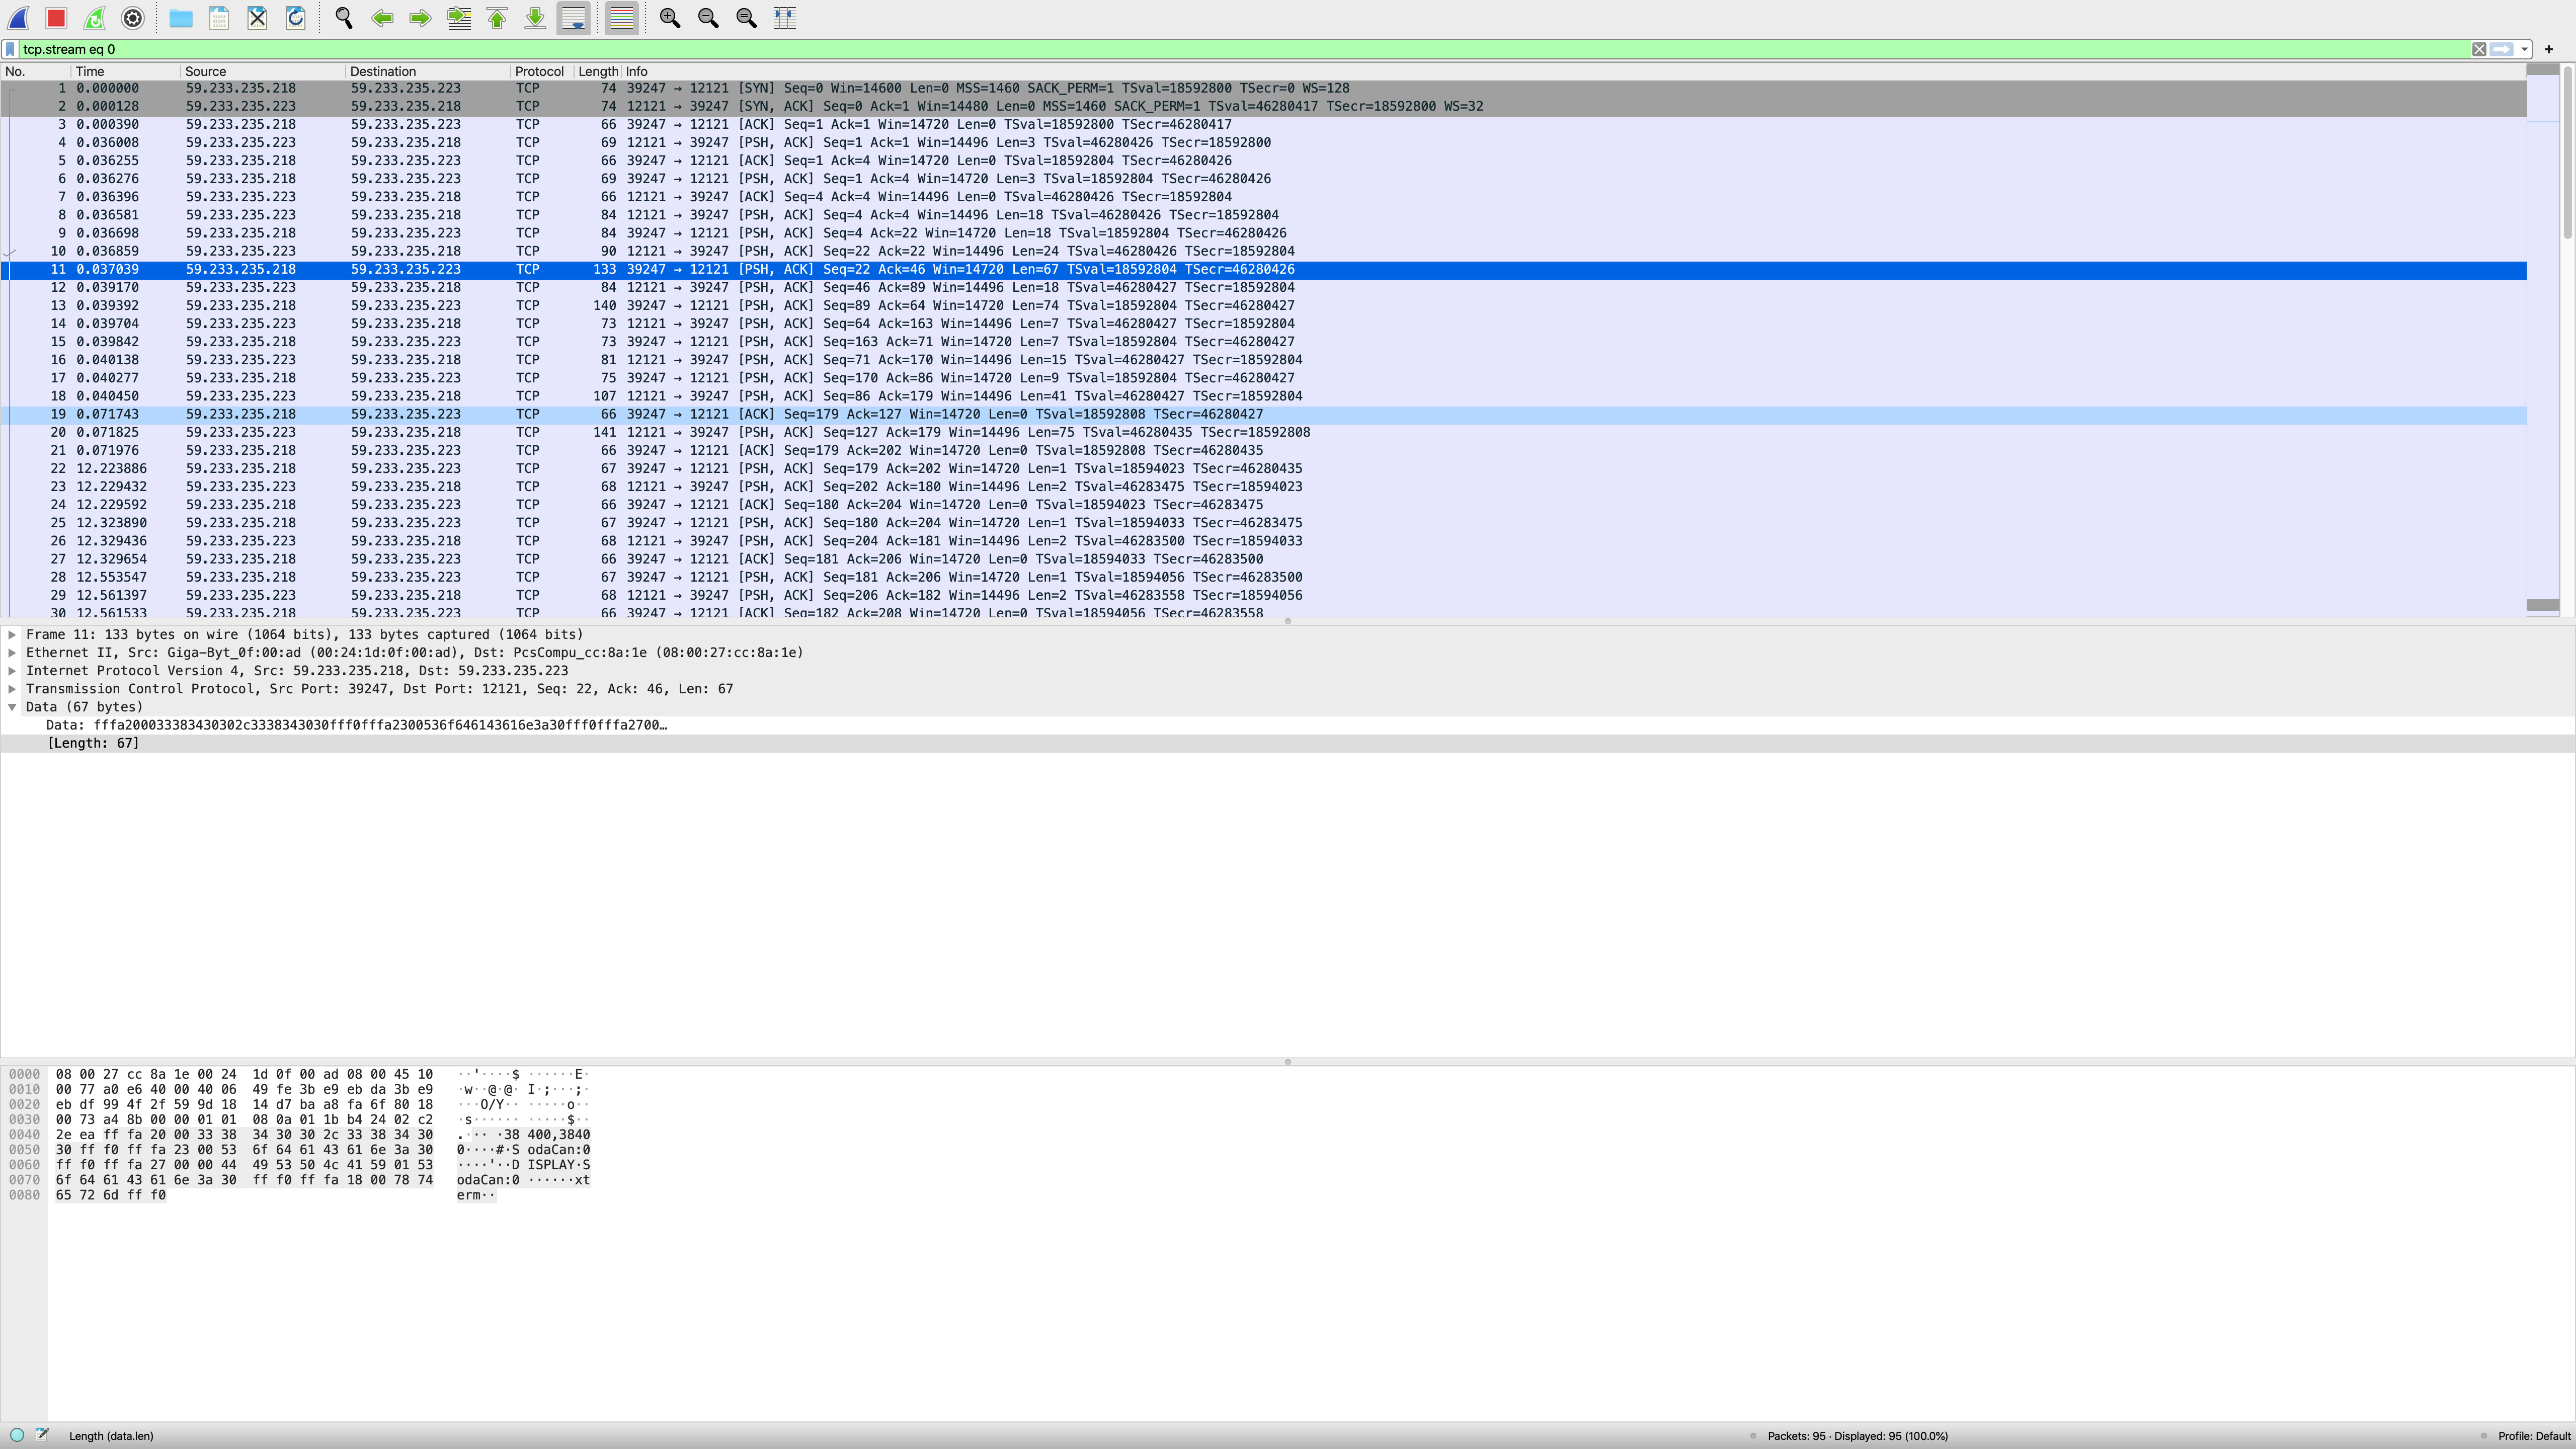 tcp.stream eq 0
No. Time Source Destination Protocol Length Info
1 0.000000 59.233.235.218 59.233.235.223 TCP 74 39247 → 12121 [SYN] Seq=0 Win=14600 Len=0 MSS=1460 SACK_PERM=1 TSval=18592800 TSecr=0 WS=128
2 0.000128 59.233.235.223 59.233.235.218 TCP 74 12121 → 39247 [SYN, ACK] Seq=0 Ack=1 Win=14480 Len=0 MSS=1460 SACK_PERM=1 TSval=46280417 TSecr=18592800 WS=32
3 0.000390 59.233.235.218 59.233.235.223 TCP 66 39247 → 12121 [ACK] Seq=1 Ack=1 Win=14720 Len=0 TSval=18592800 TSecr=46280417
4 0.036008 59.233.235.223 59.233.235.218 TCP 69 12121 → 39247 [PSH, ACK] Seq=1 Ack=1 Win=14496 Len=3 TSval=46280426 TSecr=18592800
5 0.036255 59.233.235.218 59.233.235.223 TCP 66 39247 → 12121 [ACK] Seq=1 Ack=4 Win=14720 Len=0 TSval=18592804 TSecr=46280426
6 0.036276 59.233.235.218 59.233.235.223 TCP 69 39247 → 12121 [PSH, ACK] Seq=1 Ack=4 Win=14720 Len=3 TSval=18592804 TSecr=46280426
7 0.036396 59.233.235.223 59.233.235.218 TCP 66 12121 → 39247 [ACK] Seq=4 Ack=4 Win=14496 Len=0 TSval=46280426 TSecr=18592804
8 0.036581 59.233.235.223 59.233.235.218 TCP 84 12121 → 39247 [PSH, ACK] Seq=4 Ack=4 Win=14496 Len=18 TSval=46280426 TSecr=18592804
9 0.036698 59.233.235.218 59.233.235.223 TCP 84 39247 → 12121 [PSH, ACK] Seq=4 Ack=22 Win=14720 Len=18 TSval=18592804 TSecr=46280426
10 0.036859 59.233.235.223 59.233.235.218 TCP 90 12121 → 39247 [PSH, ACK] Seq=22 Ack=22 Win=14496 Len=24 TSval=46280426 TSecr=18592804
11 0.037039 59.233.235.218 59.233.235.223 TCP 133 39247 → 12121 [PSH, ACK] Seq=22 Ack=46 Win=14720 Len=67 TSval=18592804 TSecr=46280426
12 0.039170 59.233.235.223 59.233.235.218 TCP 84 12121 → 39247 [PSH, ACK] Seq=46 Ack=89 Win=14496 Len=18 TSval=46280427 TSecr=18592804
13 0.039392 59.233.235.218 59.233.235.223 TCP 140 39247 → 12121 [PSH, ACK] Seq=89 Ack=64 Win=14720 Len=74 TSval=18592804 TSecr=46280427
14 0.039704 59.233.235.223 59.233.235.218 TCP 73 12121 → 39247 [PSH, ACK] Seq=64 Ack=163 Win=14496 Len=7 TSval=46280427 TSecr=18592804
15 0.039842 59.233.235.218 59.233.235.223 TCP 73 39247 → 12121 [PSH, ACK] Seq=163 Ack=71 Win=14720 Len=7 TSval=18592804 TSecr=46280427
16 0.040138 59.233.235.223 59.233.235.218 TCP 81 12121 → 39247 [PSH, ACK] Seq=71 Ack=170 Win=14496 Len=15 TSval=46280427 TSecr=18592804
17 0.040277 59.233.235.218 59.233.235.223 TCP 75 39247 → 12121 [PSH, ACK] Seq=170 Ack=86 Win=14720 Len=9 TSval=18592804 TSecr=46280427
18 0.040450 59.233.235.223 59.233.235.218 TCP 107 12121 → 39247 [PSH, ACK] Seq=86 Ack=179 Win=14496 Len=41 TSval=46280427 TSecr=18592804
19 0.071743 59.233.235.218 59.233.235.223 TCP 66 39247 → 12121 [ACK] Seq=179 Ack=127 Win=14720 Len=0 TSval=18592808 TSecr=46280427
20 0.071825 59.233.235.223 59.233.235.218 TCP 141 12121 → 39247 [PSH, ACK] Seq=127 Ack=179 Win=14496 Len=75 TSval=46280435 TSecr=18592808
21 0.071976 59.233.235.218 59.233.235.223 TCP 66 39247 → 12121 [ACK] Seq=179 Ack=202 Win=14720 Len=0 TSval=18592808 TSecr=46280435
22 12.223886 59.233.235.218 59.233.235.223 TCP 67 39247 → 12121 [PSH, ACK] Seq=179 Ack=202 Win=14720 Len=1 TSval=18594023 TSecr=46280435
23 12.229432 59.233.235.223 59.233.235.218 TCP 68 12121 → 39247 [PSH, ACK] Seq=202 Ack=180 Win=14496 Len=2 TSval=46283475 TSecr=18594023
24 12.229592 59.233.235.218 59.233.235.223 TCP 66 39247 → 12121 [ACK] Seq=180 Ack=204 Win=14720 Len=0 TSval=18594023 TSecr=46283475
25 12.323890 59.233.235.218 59.233.235.223 TCP 67 39247 → 12121 [PSH, ACK] Seq=180 Ack=204 Win=14720 Len=1 TSval=18594033 TSecr=46283475
26 12.329436 59.233.235.223 59.233.235.218 TCP 68 12121 → 39247 [PSH, ACK] Seq=204 Ack=181 Win=14496 Len=2 TSval=46283500 TSecr=18594033
27 12.329654 59.233.235.218 59.233.235.223 TCP 66 39247 → 12121 [ACK] Seq=181 Ack=206 Win=14720 Len=0 TSval=18594033 TSecr=46283500
28 12.553547 59.233.235.218 59.233.235.223 TCP 67 39247 → 12121 [PSH, ACK] Seq=181 Ack=206 Win=14720 Len=1 TSval=18594056 TSecr=46283500
29 12.561397 59.233.235.223 59.233.235.218 TCP 68 12121 → 39247 [PSH, ACK] Seq=206 Ack=182 Win=14496 Len=2 TSval=46283558 TSecr=18594056
30 12.561533 59.233.235.218 59.233.235.223 TCP 66 39247 → 12121 [ACK] Seq=182 Ack=208 Win=14720 Len=0 TSval=18594056 TSecr=46283558
Frame 11: 133 bytes on wire (1064 bits), 133 bytes captured (1064 bits)
Ethernet II, Src: Giga-Byt_0f:00:ad (00:24:1d:0f:00:ad), Dst: PcsCompu_cc:8a:1e (08:00:27:cc:8a:1e)
Internet Protocol Version 4, Src: 59.233.235.218, Dst: 59.233.235.223
Transmission Control Protocol, Src Port: 39247, Dst Port: 12121, Seq: 22, Ack: 46, Len: 67
Data (67 bytes)
Data: fffa200033383430302c3338343030fff0fffa2300536f646143616e3a30fff0fffa2700…
[Length: 67]
0000 08 00 27 cc 8a 1e 00 24 1d 0f 00 ad 08 00 45 10 ··'····$ ······E·
0010 00 77 a0 e6 40 00 40 06 49 fe 3b e9 eb da 3b e9 ·w··@·@· I·;···;·
0020 eb df 99 4f 2f 59 9d 18 14 d7 ba a8 fa 6f 80 18 ···O/Y·· ·····o··
0030 00 73 a4 8b 00 00 01 01 08 0a 01 1b b4 24 02 c2 ·s······ ·····$··
0040 2e ea ff fa 20 00 33 38 34 30 30 2c 33 38 34 30 .··· ·38 400,3840
0050 30 ff f0 ff fa 23 00 53 6f 64 61 43 61 6e 3a 30 0····#·S odaCan:0
0060 ff f0 ff fa 27 00 00 44 49 53 50 4c 41 59 01 53 ····'··D ISPLAY·S
0070 6f 64 61 43 61 6e 3a 30 ff f0 ff fa 18 00 78 74 odaCan:0 ······xt
0080 65 72 6d ff f0 erm··
Length (data.len) Packets: 95 · Displayed: 95 (100.0%) Profile: Default